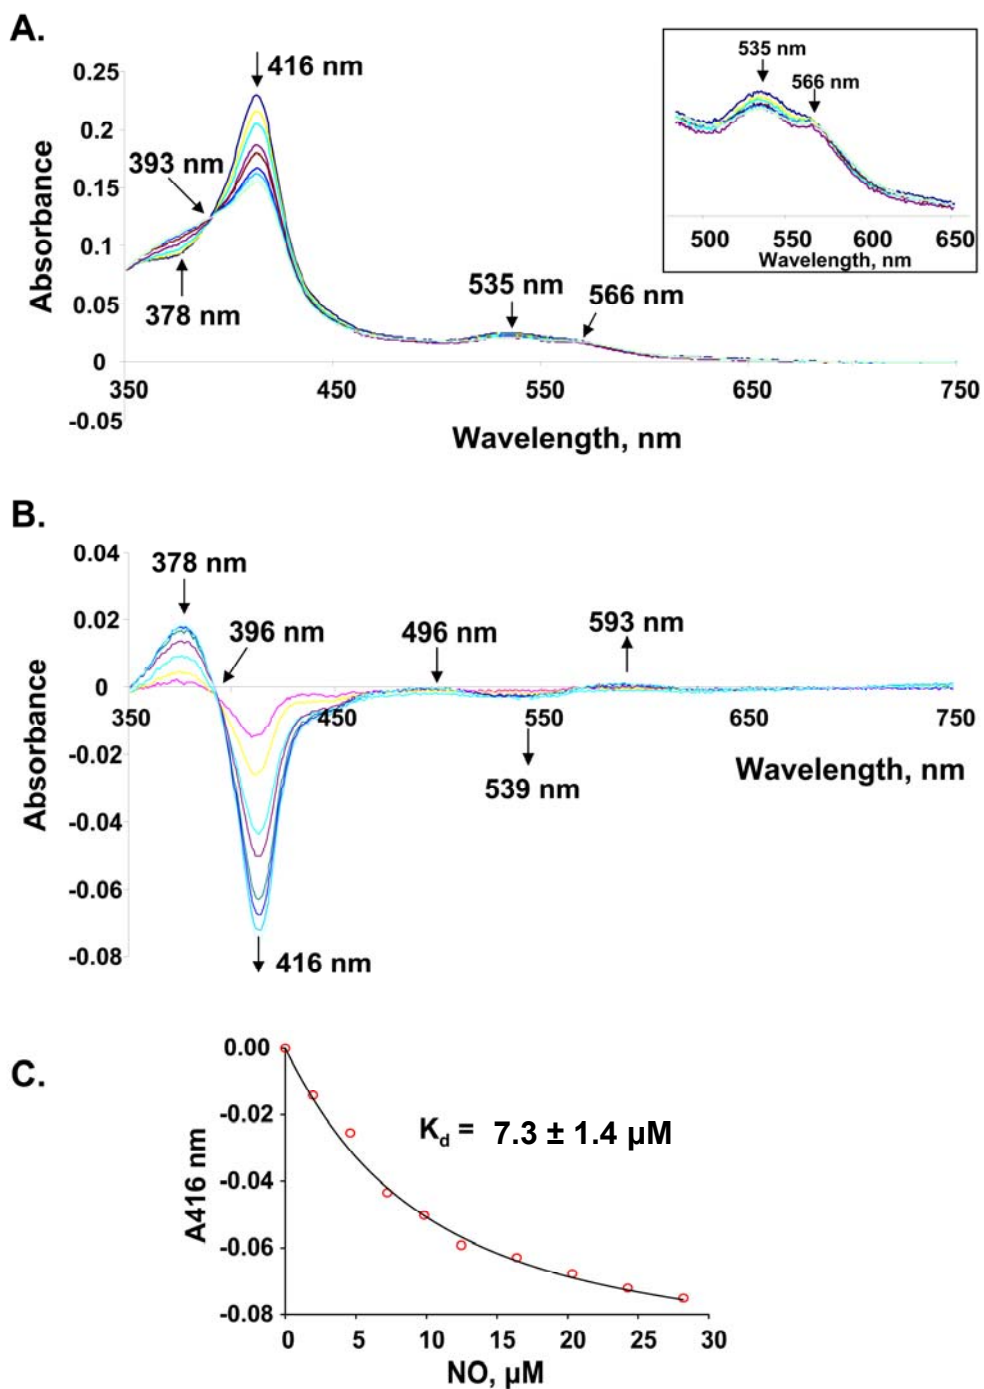 A.
416 nm
393 nm
378 nm
535 nm
566 nm
Absorbance
0.25
0.2
0.15
0.1
0.05
0
-0.05
350 450 550 650 750
Wavelength, nm
535 nm
566 nm
500 550 600 650
Wavelength, nm
B.
378 nm
396 nm
496 nm
593 nm
539 nm
416 nm
Absorbance
0.04
0.02
0
-0.02
-0.04
-0.06
-0.08
350 450 550 650 750
Wavelength, nm
C.
Kd = 7.3 ± 1.4 µM
A416 nm
0.00
-0.02
-0.04
-0.06
-0.08
0 5 10 15 20 25 30
NO, µM